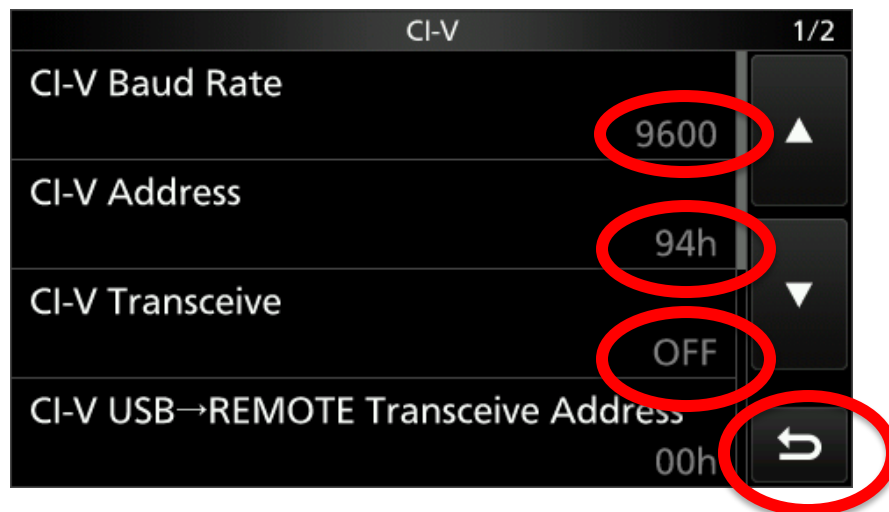 CI-V 1/2
CI-V Baud Rate
9600
CI-V Address
94h
CI-V Transceive
OFF
CI-V USB→REMOTE Transceive Address
00h